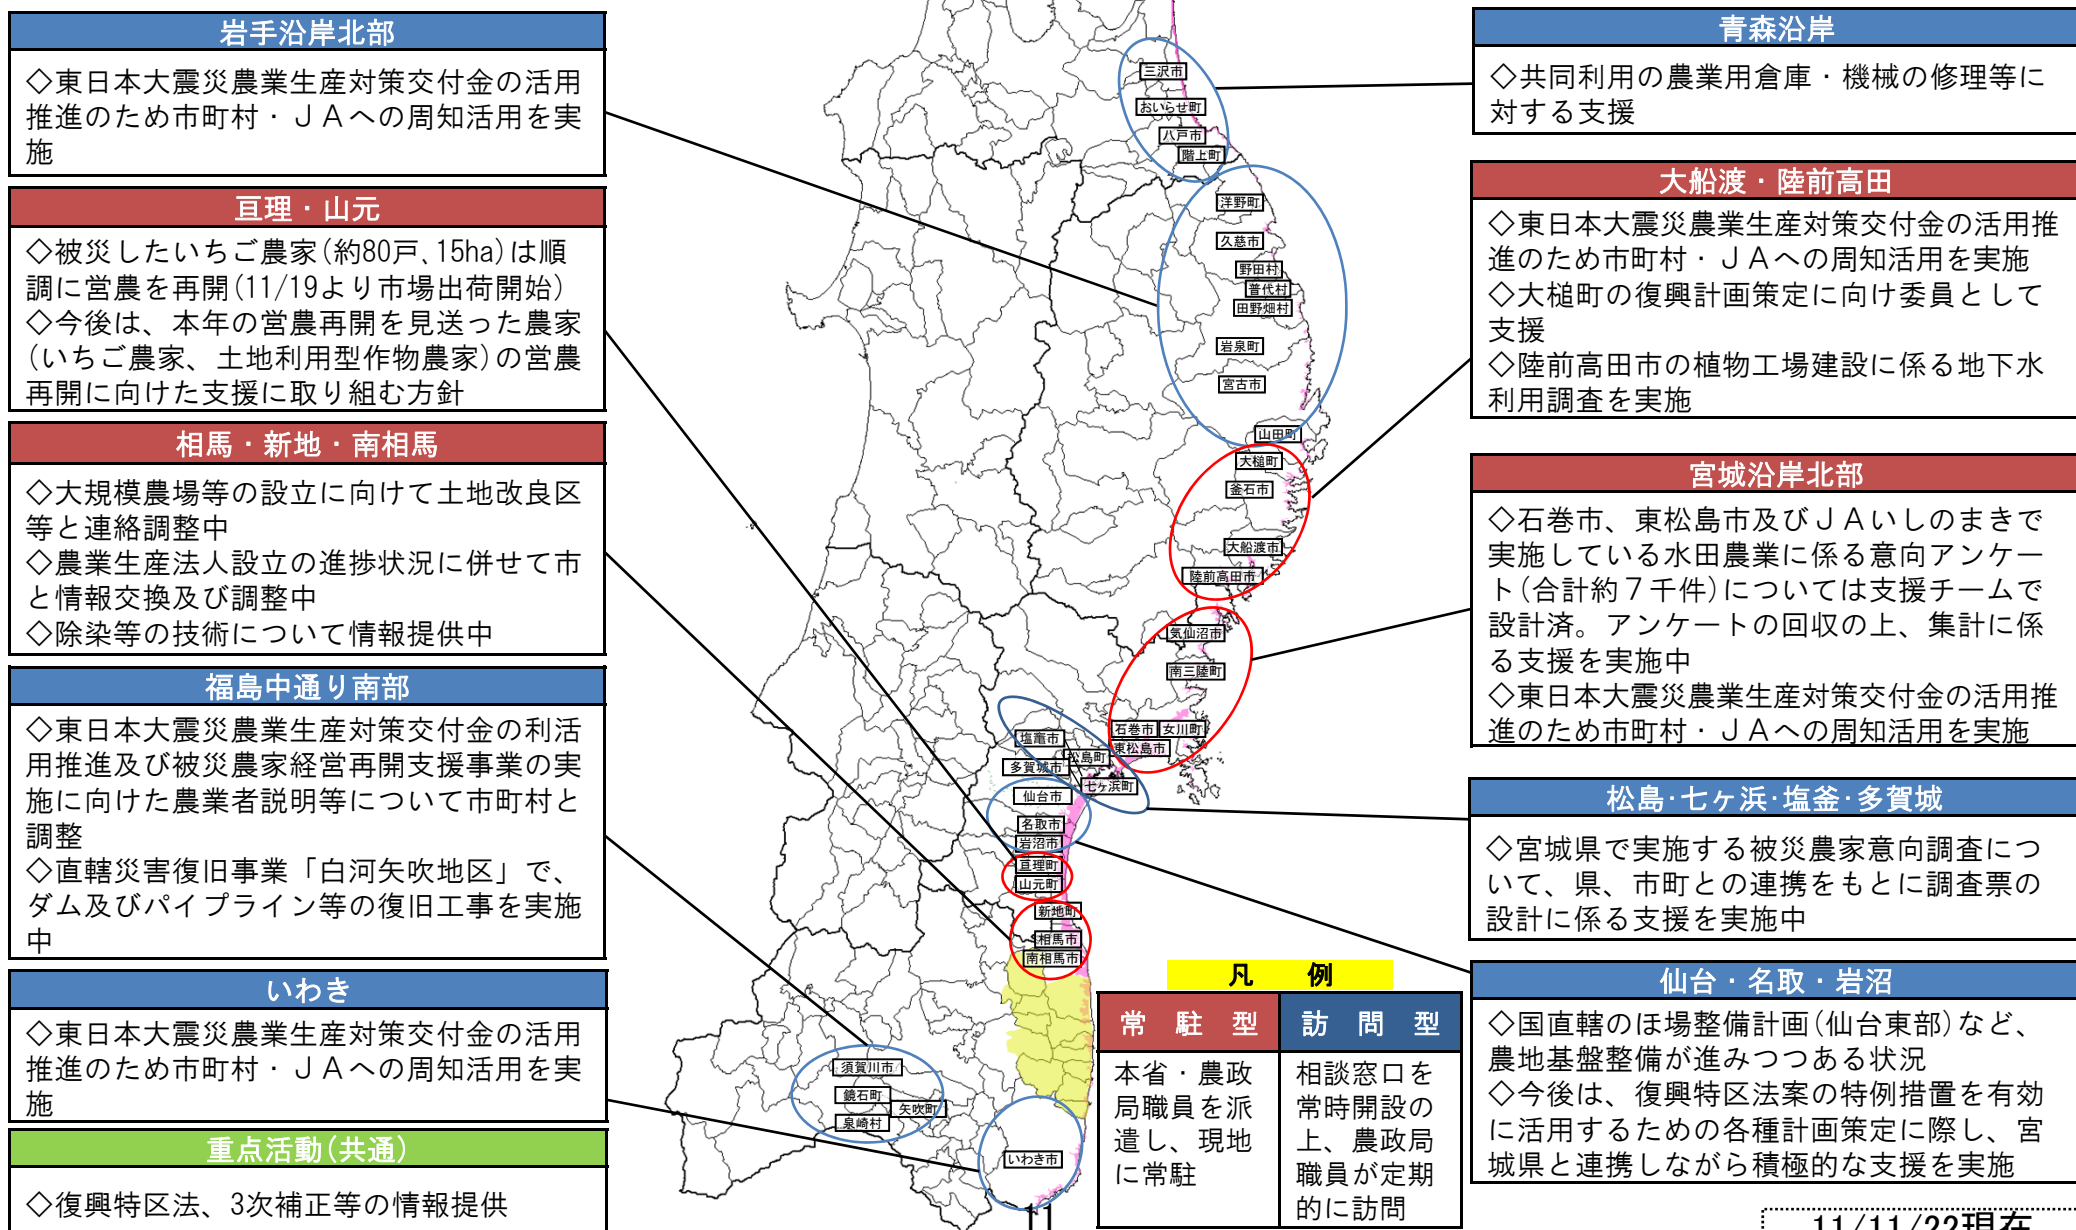 岩手沿岸北部
◇東日本大震災農業生産対策交付金の活用
推進のため市町村・ＪＡへの周知活用を実
施
亘理・山元
◇被災したいちご農家(約80戸、15ha)は順
調に営農を再開(11/19より市場出荷開始)
◇今後は、本年の営農再開を見送った農家
(いちご農家、土地利用型作物農家)の営農
再開に向けた支援に取り組む方針
相馬・新地・南相馬
◇大規模農場等の設立に向けて土地改良区
等と連絡調整中
◇農業生産法人設立の進捗状況に併せて市
と情報交換及び調整中
◇除染等の技術について情報提供中
福島中通り南部
◇東日本大震災農業生産対策交付金の利活
用推進及び被災農家経営再開支援事業の実
施に向けた農業者説明等について市町村と
調整
◇直轄災害復旧事業「白河矢吹地区」で、
ダム及びパイプライン等の復旧工事を実施
中
いわき
◇東日本大震災農業生産対策交付金の活用
推進のため市町村・ＪＡへの周知活用を実
施
重点活動(共通)
◇復興特区法、3次補正等の情報提供
三沢市
おいらせ町
八戸市
階上町
洋野町
久慈市
野田村
普代村
田野畑村
岩泉町
宮古市
山田町
大槌町
釜石市
大船渡市
陸前高田市
気仙沼市
南三陸町
石巻市
女川町
東松島市
塩竈市
松島町
多賀城市
七ヶ浜町
仙台市
名取市
岩沼市
亘理町
山元町
新地町
相馬市
南相馬市
須賀川市
鏡石町
矢吹町
泉崎村
いわき市
凡 例
常 駐 型
訪 問 型
本省・農政
局職員を派
遣し、現地
に常駐
相談窓口を
常時開設の
上、農政局
職員が定期
的に訪問
11
青森沿岸
◇共同利用の農業用倉庫・機械の修理等に
対する支援
大船渡・陸前高田
◇東日本大震災農業生産対策交付金の活用推
進のため市町村・ＪＡへの周知活用を実施
◇大槌町の復興計画策定に向け委員として
支援
◇陸前高田市の植物工場建設に係る地下水
利用調査を実施
宮城沿岸北部
◇石巻市、東松島市及びＪＡいしのまきで
実施している水田農業に係る意向アンケー
ト(合計約７千件)については支援チームで
設計済。アンケートの回収の上、集計に係
る支援を実施中
◇東日本大震災農業生産対策交付金の活用推
進のため市町村・ＪＡへの周知活用を実施
松島･七ヶ浜･塩釜･多賀城
◇宮城県で実施する被災農家意向調査につ
いて、県、市町との連携をもとに調査票の
設計に係る支援を実施中
仙台・名取・岩沼
◇国直轄のほ場整備計画(仙台東部)など、
農地基盤整備が進みつつある状況
◇今後は、復興特区法案の特例措置を有効
に活用するための各種計画策定に際し、宮
城県と連携しながら積極的な支援を実施
11/11/22現在